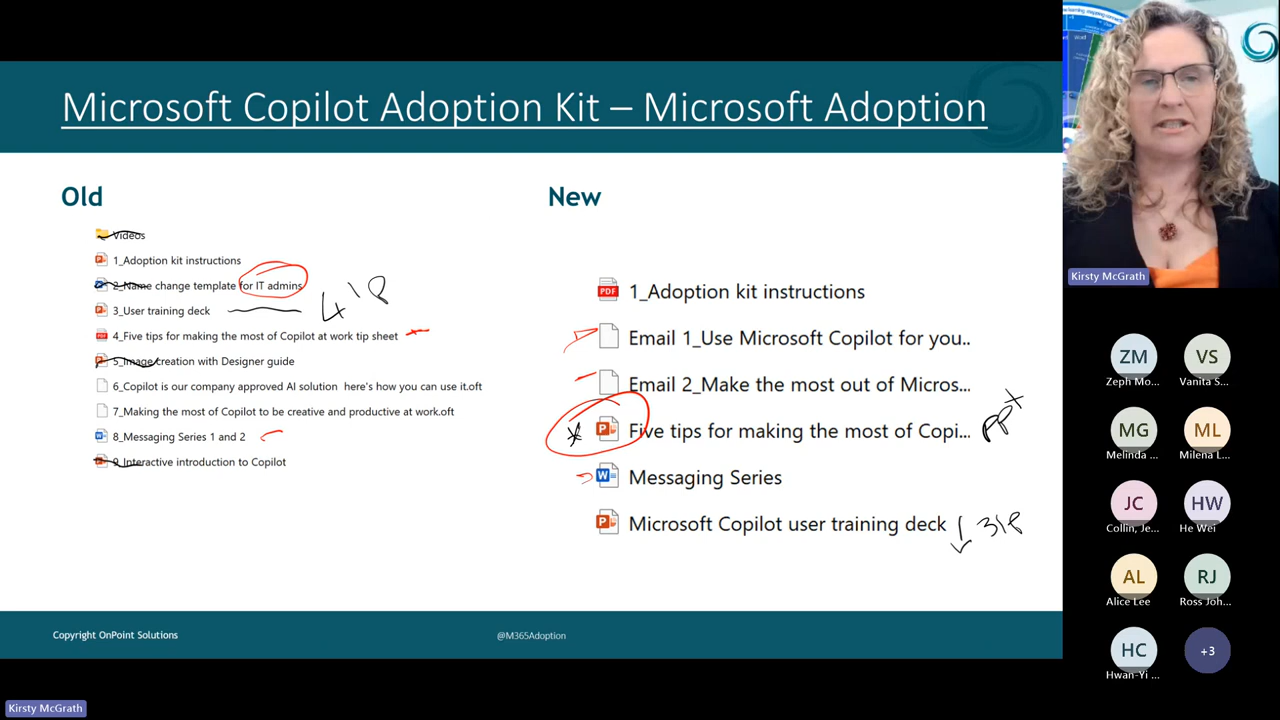 Microsoft Copilot Adoption Kit – Microsoft Adoption
Old
Videos
1_Adoption kit instructions
2_Name change template for IT admins
3_User training deck
4_Five tips for making the most of Copilot at work tip sheet
5_Image creation with Designer guide
6_Copilot is our company approved AI solution here's how you can use it.oft
7_Making the most of Copilot to be creative and productive at work.oft
8_Messaging Series 1 and 2
9_Interactive introduction to Copilot
New
PDF
1_Adoption kit instructions
Email 1_Use Microsoft Copilot for you..
Email 2_Make the most out of Micros...
Five tips for making the most of Copi...
ppx
Messaging Series
Microsoft Copilot user training deck
Copyright OnPoint Solutions
@M365Adoption
Kirsty McGrath
Kirsty McGrath
ZM
Zeph Mo...
VS
Vanita S...
MG
Melinda ...
ML
Milena L...
JC
Collin, Je...
HW
He Wei
AL
Alice Lee
RJ
Ross Joh...
HC
Hwan-Yi ...
+3